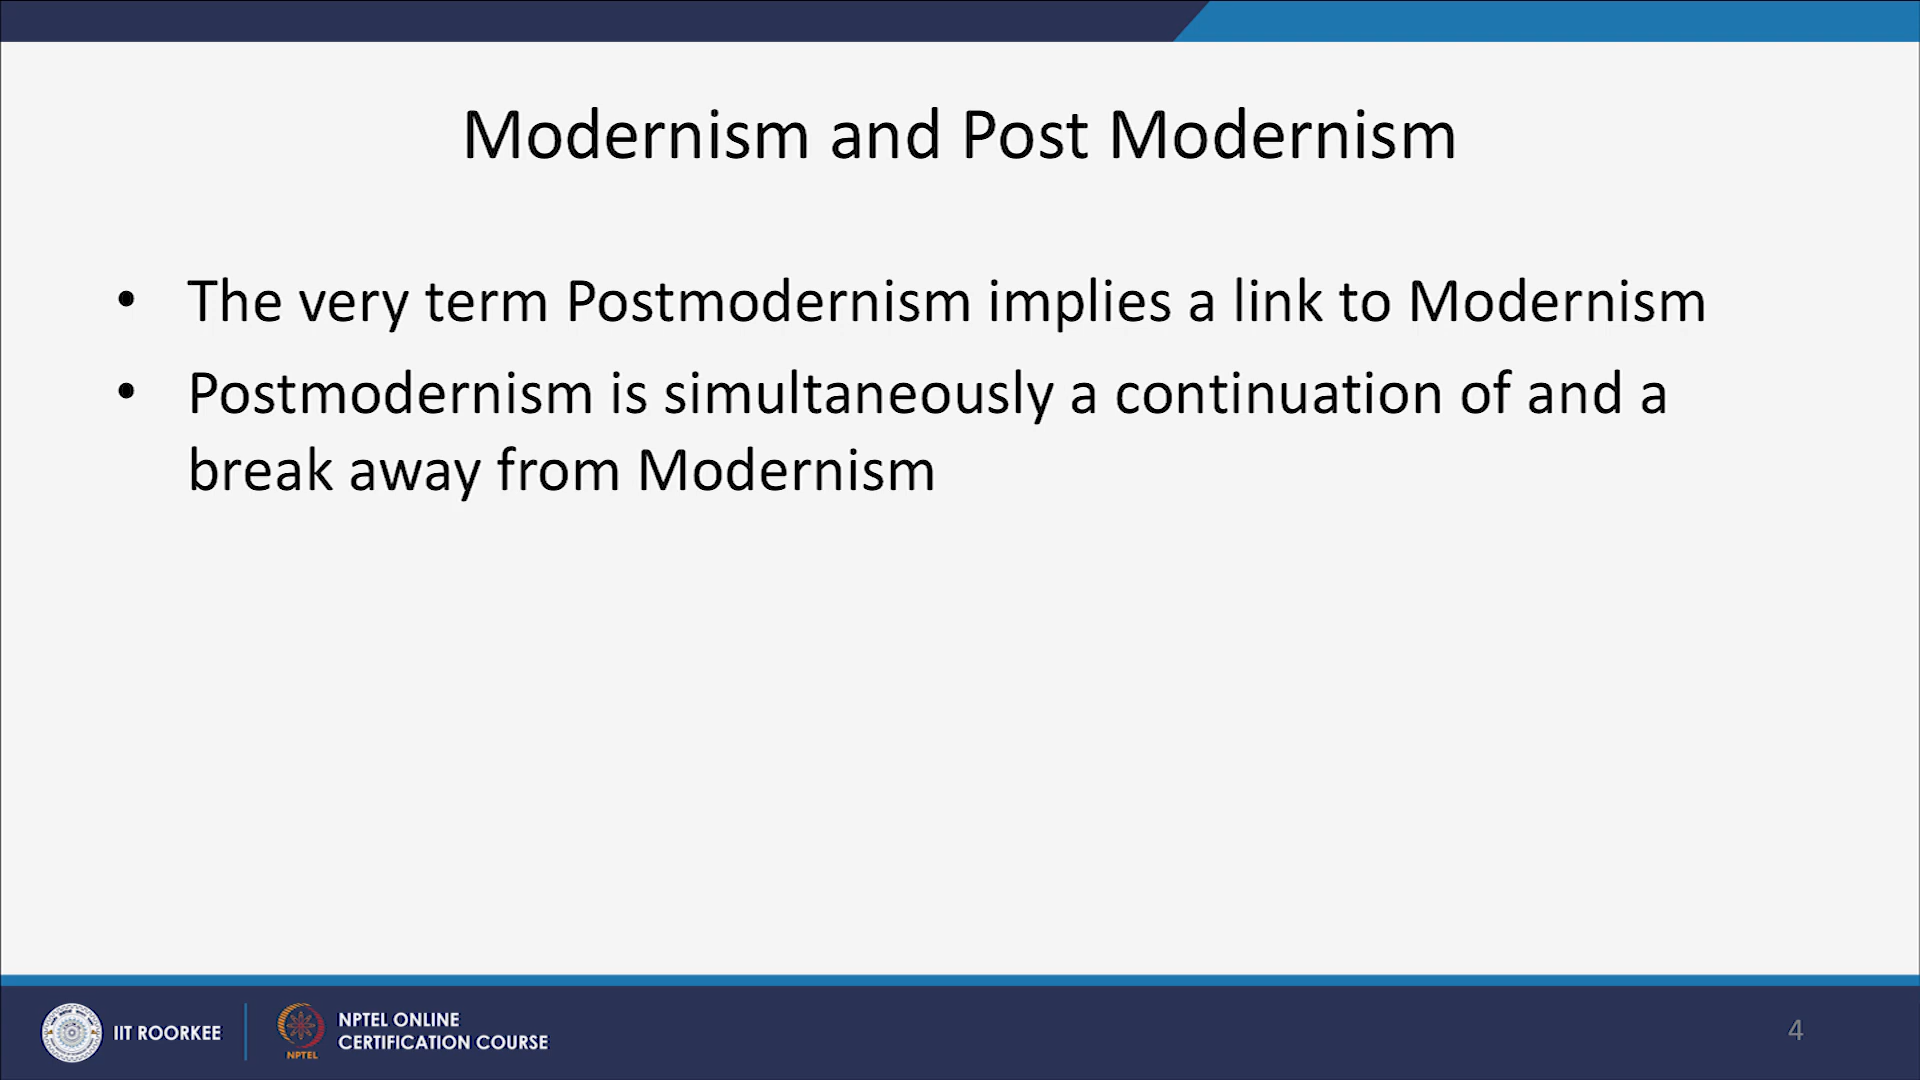 Modernism and Post Modernism
• The very term Postmodernism implies a link to Modernism
• Postmodernism is simultaneously a continuation of and a
break away from Modernism
IIT ROORKEE
NPTEL
NPTEL ONLINE
CERTIFICATION COURSE
4